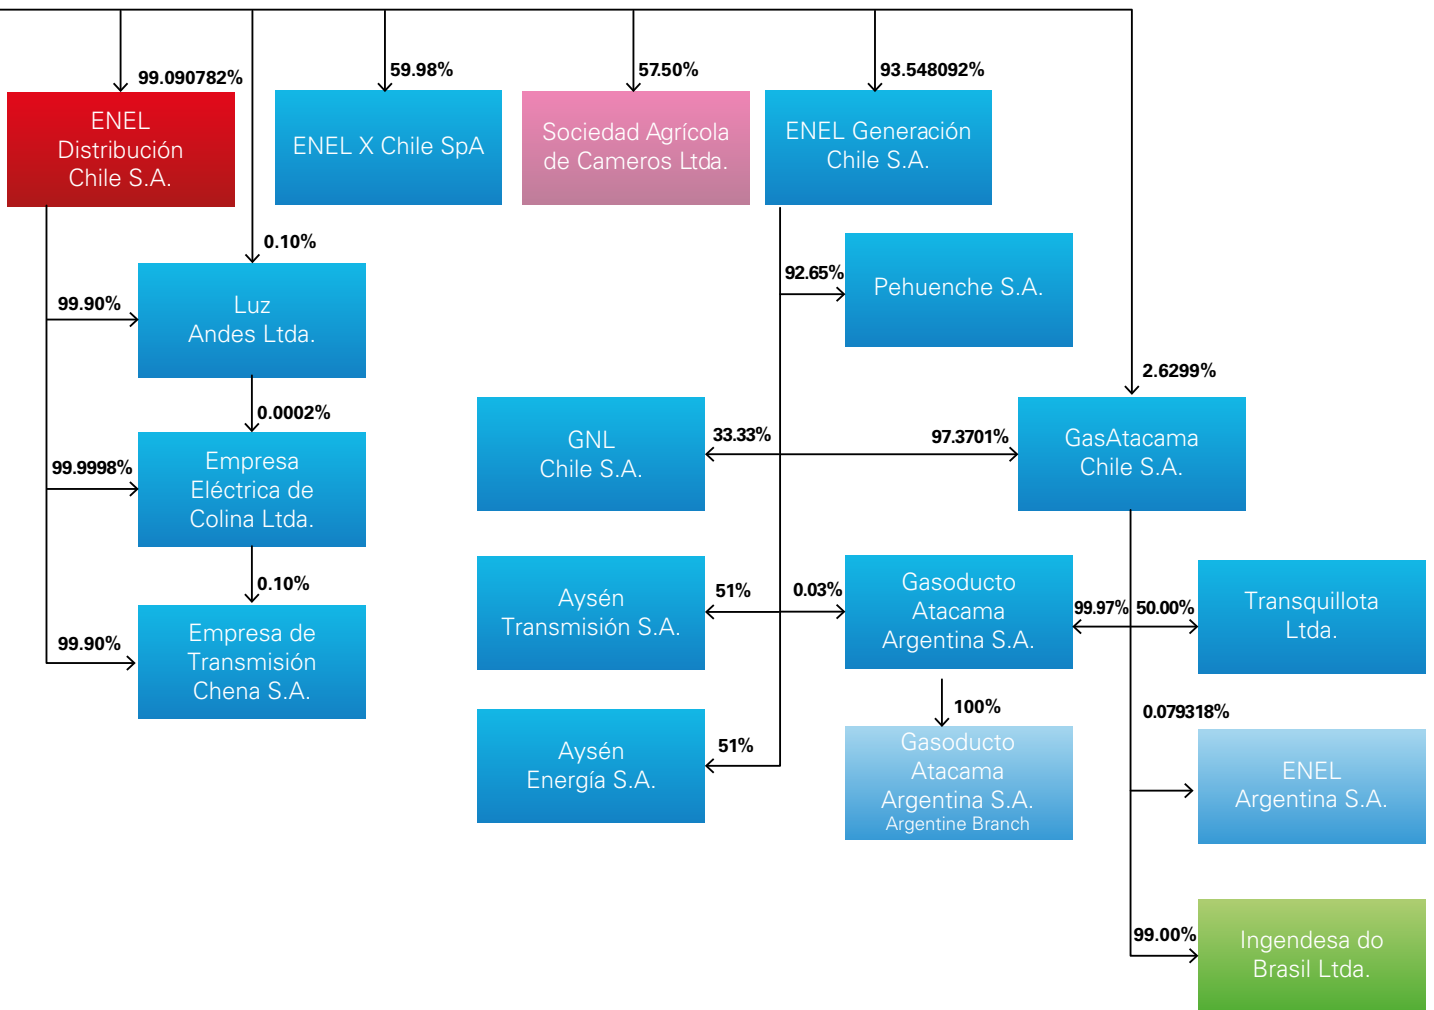 99.090782%
59.98%
57.50%
93.548092%
ENEL
Distribución
Chile S.A.
ENEL X Chile SpA
Sociedad Agrícola
de Cameros Ltda.
ENEL Generación
Chile S.A.
0.10%
99.90%
Luz
Andes Ltda.
92.65%
Pehuenche S.A.
2.6299%
0.0002%
99.9998%
Empresa
Eléctrica de
Colina Ltda.
GNL
Chile S.A.
33.33%
97.3701%
GasAtacama
Chile S.A.
0.10%
99.90%
Empresa de
Transmisión
Chena S.A.
Aysén
Transmisión S.A.
51%
0.03%
Gasoducto
Atacama
Argentina S.A.
99.97%
50.00%
Transquillota
Ltda.
100%
0.079318%
Aysén
Energía S.A.
51%
Gasoducto
Atacama
Argentina S.A.
Argentine Branch
ENEL
Argentina S.A.
99.00%
Ingendesa do
Brasil Ltda.